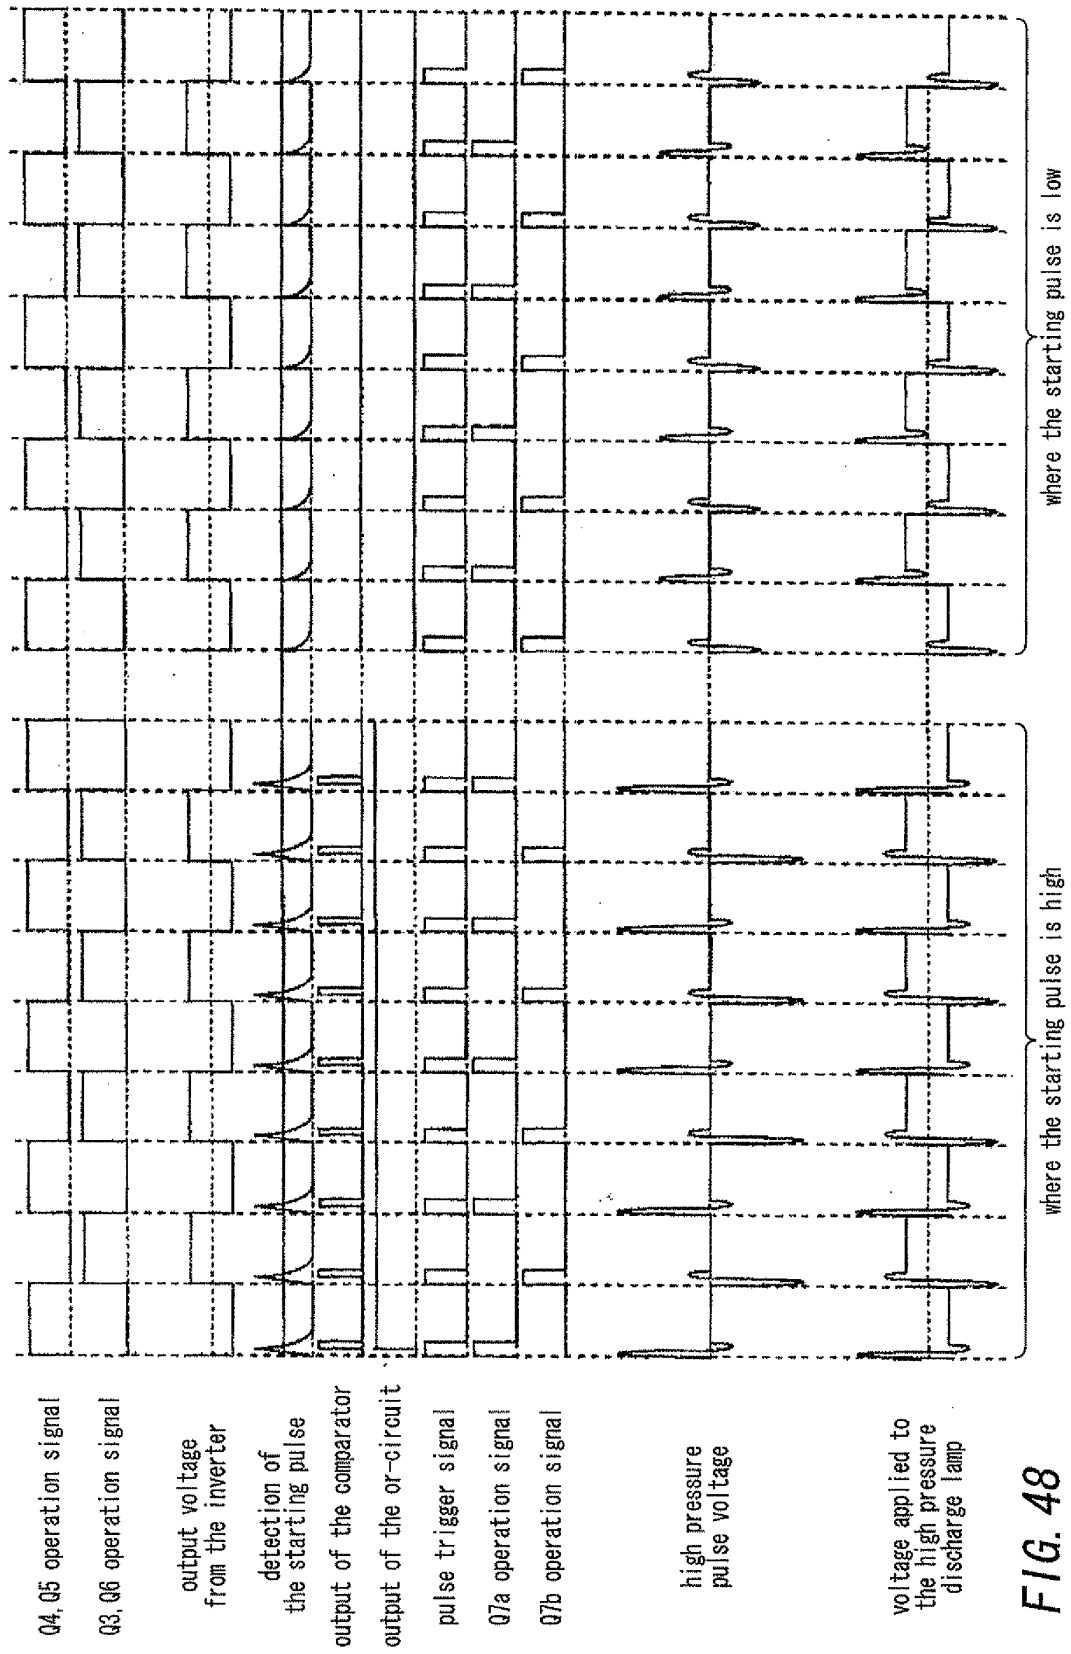 Q4, Q5 operation signal
Q3, Q6 operation signal
output voltage
from the inverter
detection of
the starting pulse
output of the comparator
output of the or-circuit
pulse trigger signal
Q7a operation signal
Q7b operation signal
high pressure
pulse voltage
voltage applied to
the high pressure
discharge lamp
where the starting pulse is high
where the starting pulse is low
FIG. 48